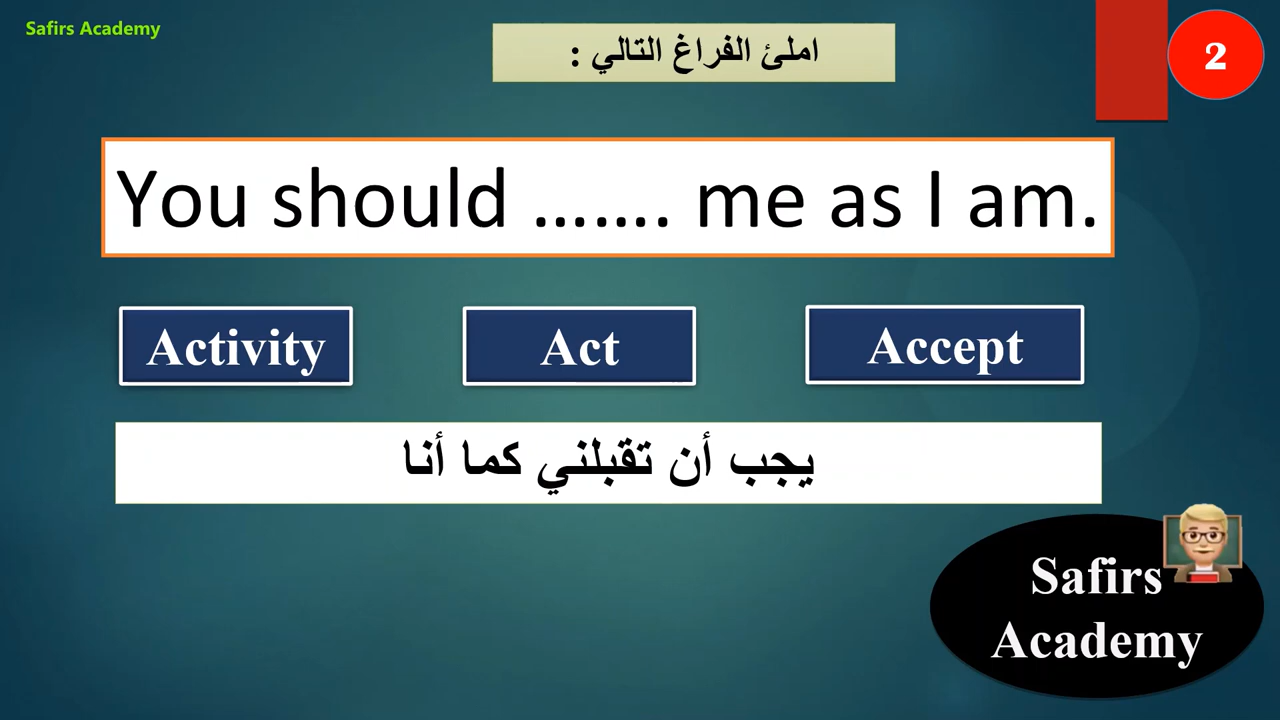 Safirs Academy
املئ الفراغ التالي :
2
You should ....... me as I am.
Activity
Act
Accept
يجب أن تقبلني كما أنا
Safirs
Academy